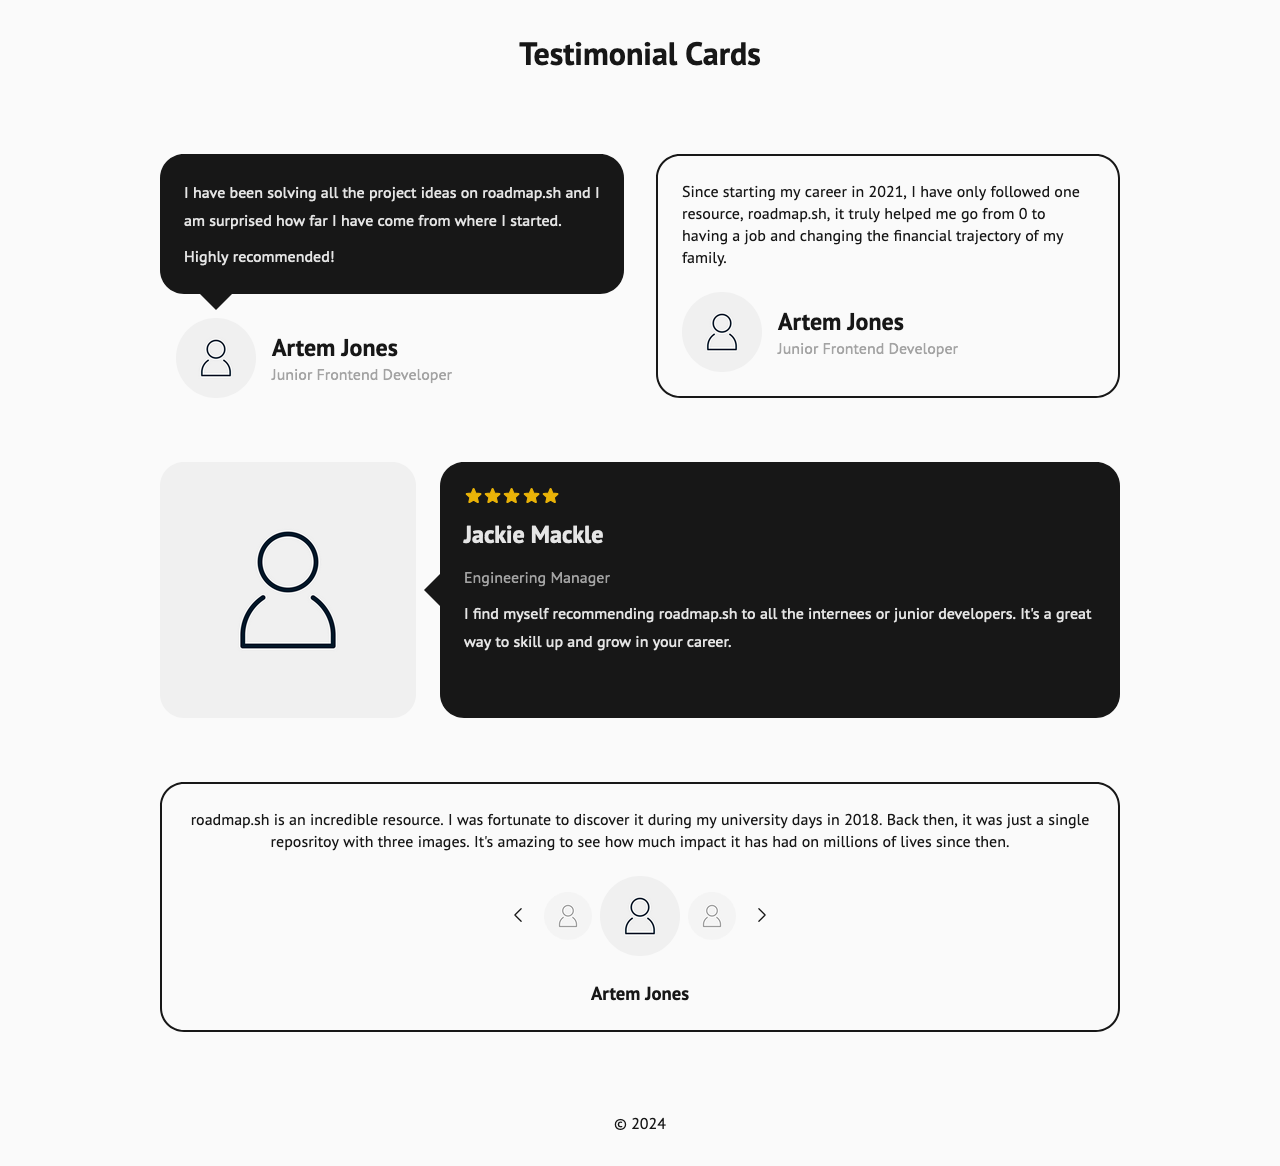 Testimonial Cards
I have been solving all the project ideas on roadmap.sh and I
am surprised how far I have come from where I started.
Highly recommended!
Artem Jones
Junior Frontend Developer
Since starting my career in 2021, I have only followed one
resource, roadmap.sh, it truly helped me go from 0 to
having a job and changing the financial trajectory of my
family.
Artem Jones
Junior Frontend Developer
Jackie Mackle
Engineering Manager
I find myself recommending roadmap.sh to all the internees or junior developers. It's a great
way to skill up and grow in your career.
roadmap.sh is an incredible resource. I was fortunate to discover it during my university days in 2018. Back then, it was just a single
reposritoy with three images. It's amazing to see how much impact it has had on millions of lives since then.
Artem Jones
© 2024